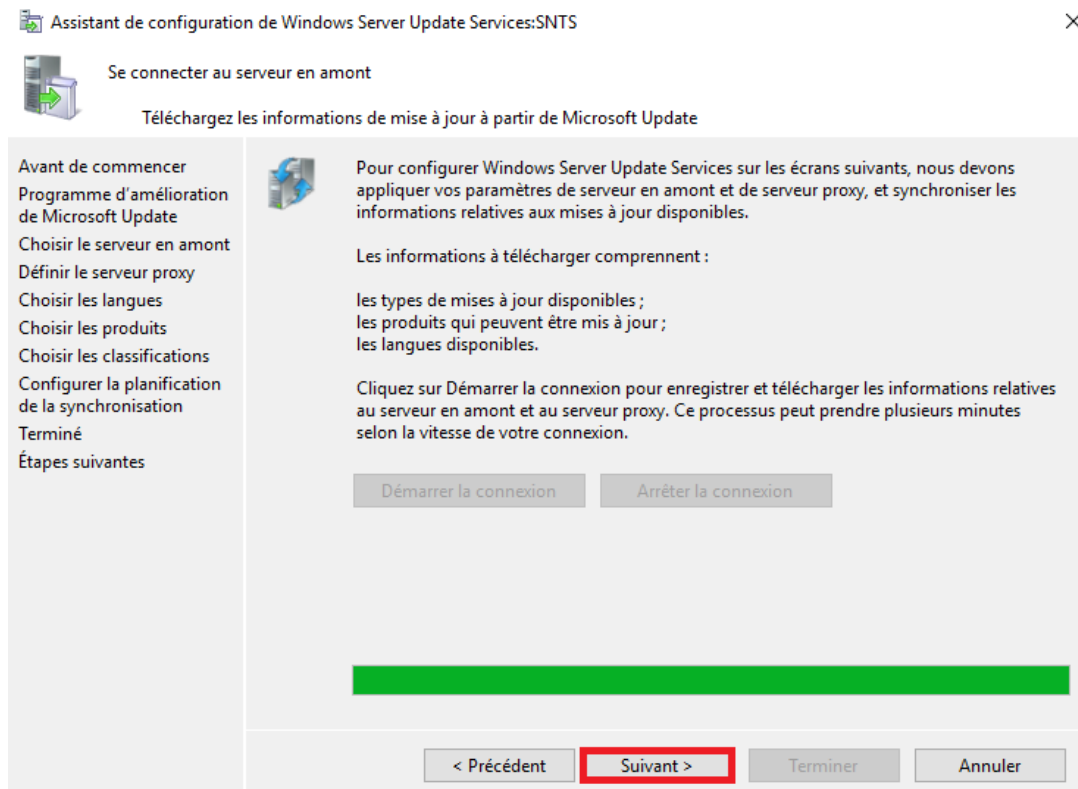 Assistant de configuration de Windows Server Update Services:SNTS
Se connecter au serveur en amont
Téléchargez les informations de mise à jour à partir de Microsoft Update
Avant de commencer
Programme d'amélioration
de Microsoft Update
Choisir le serveur en amont
Définir le serveur proxy
Choisir les langues
Choisir les produits
Choisir les classifications
Configurer la planification
de la synchronisation
Terminé
Étapes suivantes
Pour configurer Windows Server Update Services sur les écrans suivants, nous devons
appliquer vos paramètres de serveur en amont et de serveur proxy, et synchroniser les
informations relatives aux mises à jour disponibles.
Les informations à télécharger comprennent :
les types de mises à jour disponibles ;
les produits qui peuvent être mis à jour ;
les langues disponibles.
Cliquez sur Démarrer la connexion pour enregistrer et télécharger les informations relatives
au serveur en amont et au serveur proxy. Ce processus peut prendre plusieurs minutes
selon la vitesse de votre connexion.
Démarrer la connexion
Arrêter la connexion
< Précédent
Suivant >
Terminer
Annuler